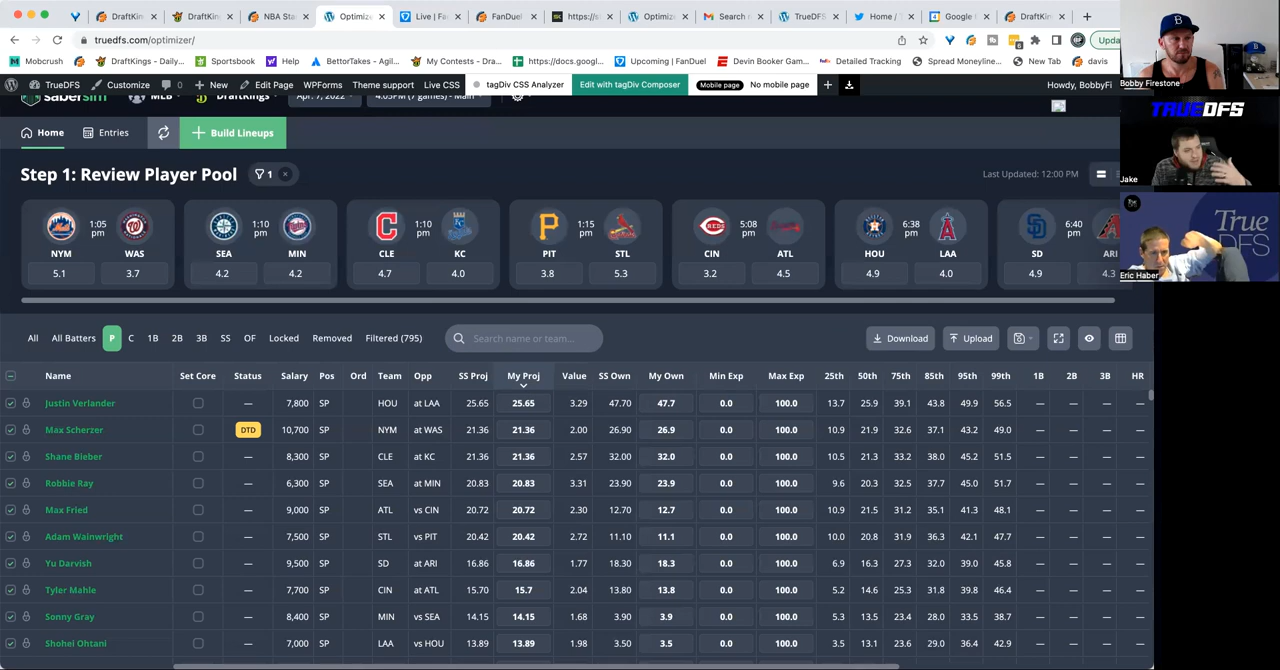 DraftKin
DraftKi
NBA Sta
Optimiz
Live | Fa
FanDuel
https://s
Optimiz
Search r
TrueDFS
Home / '
Google
DraftKin
truedfs.com/optimizer/
Upda
Mobcrush
DraftKings - Daily...
Sportsbook
Help
BettorTakes - Agil...
My Contests - Dra...
https://docs.googl...
Upcoming | FanDuel
Devin Booker Gam...
Detailed Tracking
Spread Moneyline...
New Tab
davis
TrueDFS
Customize
0
New
Edit Page
WPForms
Theme support
Live CSS
tagDiv CSS Analyzer
Edit with tagDiv Composer
Mobile page
No mobile page
Howdy, BobbyFi
Bobby Firestone
sabersim
MLB
DraftKings
Apr. 7, 2022
4:05PM (7 games) - Main
Home
Entries
Build Lineups
TRUEDFS
Jake
Step 1: Review Player Pool
1
Last Updated: 12:00 PM
NYM 1:05 pm WAS
5.1 3.7
SEA 1:10 pm MIN
4.2 4.2
CLE 1:10 pm KC
4.7 4.0
PIT 1:15 pm STL
3.8 5.3
CIN 5:08 pm ATL
3.2 4.5
HOU 6:38 pm LAA
4.9 4.0
SD 6:40 pm ARI
4.9 4.3
True
DFS
Eric Haber
All All Batters P C 1B 2B 3B SS OF Locked Removed Filtered (795)
Search name or team...
Download
Upload
Name Set Core Status Salary Pos Ord Team Opp SS Proj My Proj Value SS Own My Own Min Exp Max Exp 25th 50th 75th 85th 95th 99th 1B 2B 3B HR
Justin Verlander — 7,800 SP HOU at LAA 25.65 25.65 3.29 47.70 47.7 0.0 100.0 13.7 25.9 39.1 43.8 49.9 56.5 — — — —
Max Scherzer DTD 10,700 SP NYM at WAS 21.36 21.36 2.00 26.90 26.9 0.0 100.0 10.9 21.9 32.6 37.1 43.2 49.0 — — — —
Shane Bieber — 8,300 SP CLE at KC 21.36 21.36 2.57 32.00 32.0 0.0 100.0 10.5 21.3 33.2 38.0 45.2 51.5 — — — —
Robbie Ray — 6,300 SP SEA at MIN 20.83 20.83 3.31 23.90 23.9 0.0 100.0 9.6 20.3 32.5 37.7 45.0 51.7 — — — —
Max Fried — 9,000 SP ATL vs CIN 20.72 20.72 2.30 12.70 12.7 0.0 100.0 10.9 21.5 31.2 35.1 41.3 48.1 — — — —
Adam Wainwright — 7,500 SP STL vs PIT 20.42 20.42 2.72 11.10 11.1 0.0 100.0 10.0 20.8 31.9 36.3 42.1 47.7 — — — —
Yu Darvish — 9,500 SP SD at ARI 16.86 16.86 1.77 18.30 18.3 0.0 100.0 6.9 16.3 27.3 32.0 39.0 45.8 — — — —
Tyler Mahle — 7,700 SP CIN at ATL 15.70 15.7 2.04 13.80 13.8 0.0 100.0 5.2 14.6 25.3 31.8 39.8 46.4 — — — —
Sonny Gray — 8,400 SP MIN vs SEA 14.15 14.15 1.68 3.90 3.9 0.0 100.0 5.3 13.5 23.4 28.0 33.5 38.7 — — — —
Shohei Ohtani — 7,000 SP LAA vs HOU 13.89 13.89 1.98 3.50 3.5 0.0 100.0 3.5 13.1 23.6 29.0 36.4 42.9 — — — —